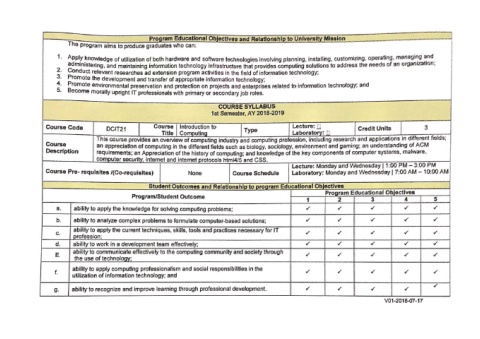 Program Educational Objectives and Relationship to University Mission
The program aims to produce graduates who can:
1. Apply knowledge of utilization of both hardware and software technologies involving planning, installing, customizing, operating, managing and
administering, and maintaining information technology infrastructure that provides computing solutions to address the needs of an organization;
2. Conduct relevant researches ad extension program activities in the field of information technology;
3. Promote the development and transfer of appropriate information technology;
4. Promote environmental preservation and protection on projects and enterprises related to information technology; and
5. Become morally upright IT professionals with primary or secondary job roles.
COURSE SYLLABUS
1st Semester, AY 2018-2019
Course Code DCIT21 Course Title Introduction to Computing Type Lecture: □ Laboratory: □ Credit Units 3
Course Description
This course provides an overview of computing industry and computing profession, including research and applications in different fields;
an appreciation of computing in the different fields such as biology, sociology, environment and gaming; an understanding of ACM
requirements; an Appreciation of the history of computing; and knowledge of the key components of computer systems, malware,
computer security, internet and internet protocols html4/5 and CSS.
Course Pre- requisites /(Co-requisites) None Course Schedule
Lecture: Monday and Wednesday | 1:00 PM – 3:00 PM
Laboratory: Monday and Wednesday | 7:00 AM – 10:00 AM
Student Outcomes and Relationship to program Educational Objectives
Program/Student Outcome Program Educational Objectives
1 2 3 4 5
a. ability to apply the knowledge for solving computing problems; ✓ ✓ ✓ ✓ ✓
b. ability to analyze complex problems to formulate computer-based solutions; ✓ ✓ ✓ ✓ ✓
c. ability to apply the current techniques, skills, tools and practices necessary for IT
profession; ✓ ✓ ✓ ✓ ✓
d. ability to work in a development team effectively; ✓ ✓ ✓ ✓ ✓
E. ability to communicate effectively to the computing community and society through
the use of technology; ✓ ✓ ✓ ✓ ✓
f. ability to apply computing professionalism and social responsibilities in the
utilization of information technology; and ✓ ✓ ✓ ✓ ✓
g. ability to recognize and improve learning through professional development. ✓ ✓ ✓ ✓ ✓
V01-2018-07-17